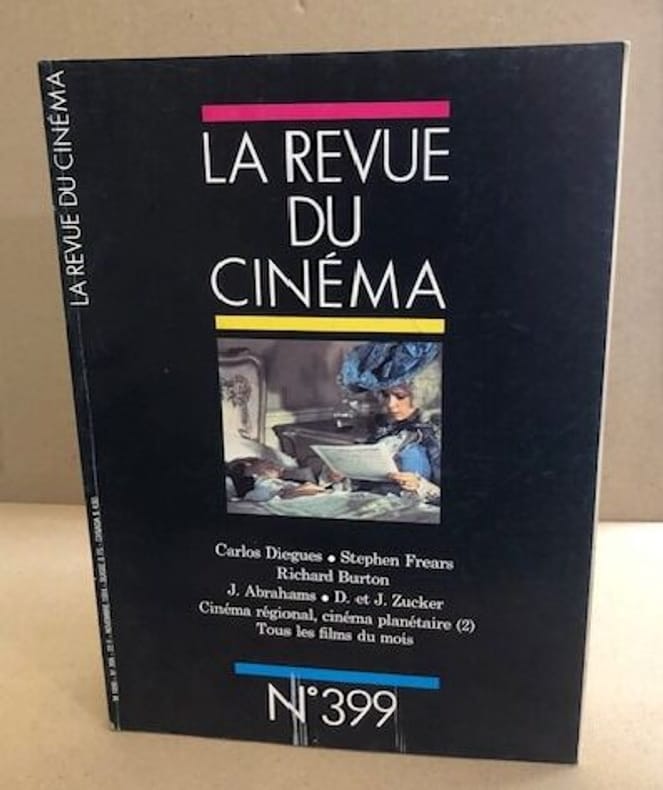 LA REVUE DU CINÉMA
LA REVUE
DU
CINÉMA
Carlos Diegues • Stephen Frears
Richard Burton
J. Abrahams • D. et J. Zucker
Cinéma régional, cinéma planétaire (2)
Tous les films du mois
N°399